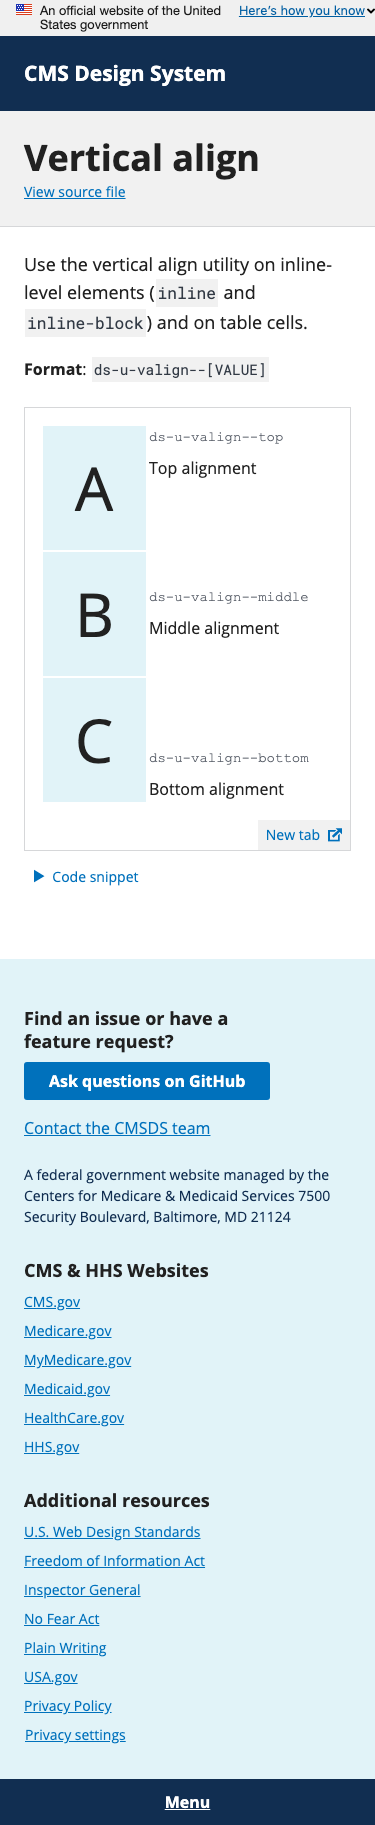 An official website of the United
States government
Here's how you know
CMS Design System
Vertical align
View source file
Use the vertical align utility on inline-
level elements (inline and
inline-block) and on table cells.
Format: ds-u-valign--[VALUE]
A
ds-u-valign--top
Top alignment
B
ds-u-valign--middle
Middle alignment
C
ds-u-valign--bottom
Bottom alignment
New tab
Code snippet
Find an issue or have a
feature request?
Ask questions on GitHub
Contact the CMSDS team
A federal government website managed by the
Centers for Medicare & Medicaid Services 7500
Security Boulevard, Baltimore, MD 21124
CMS & HHS Websites
CMS.gov
Medicare.gov
MyMedicare.gov
Medicaid.gov
HealthCare.gov
HHS.gov
Additional resources
U.S. Web Design Standards
Freedom of Information Act
Inspector General
No Fear Act
Plain Writing
USA.gov
Privacy Policy
Privacy settings
Menu